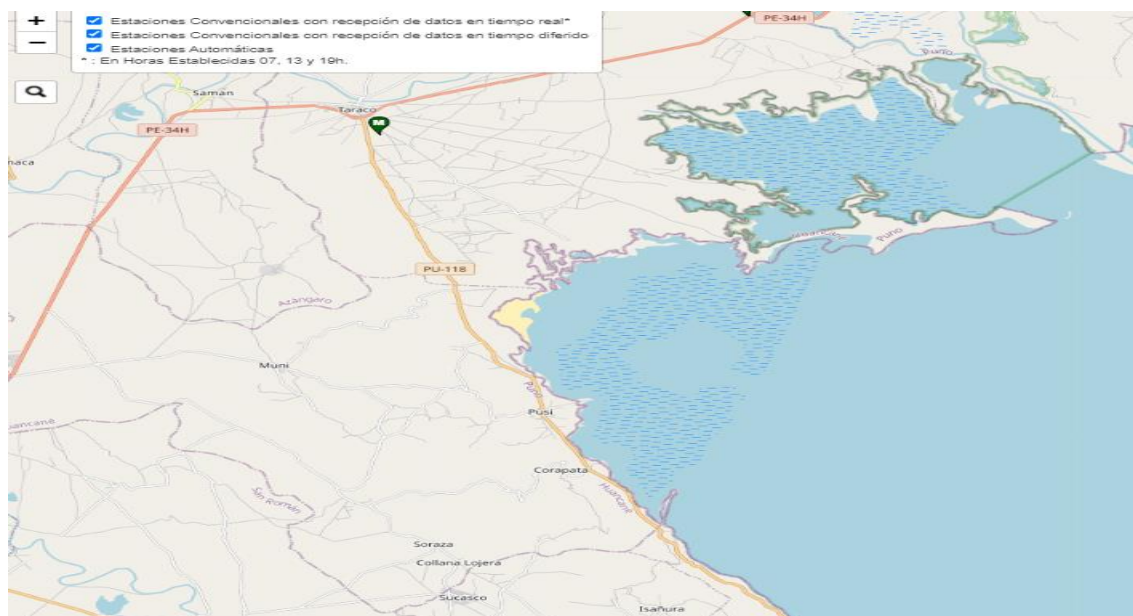 +
−
Estaciones Convencionales con recepción de datos en tiempo real*
Estaciones Convencionales con recepción de datos en tiempo diferido
Estaciones Automáticas
* : En Horas Establecidas 07, 13 y 19h.
PE-34H
Puno
Saman
Taraco
M
PE-34H
Huancané
Puno
PU-118
Azángaro
Muni
Puno
Pusi
Corapata
Huancané
San Román
Soraza
Collana Lojera
Sucasco
Isañura